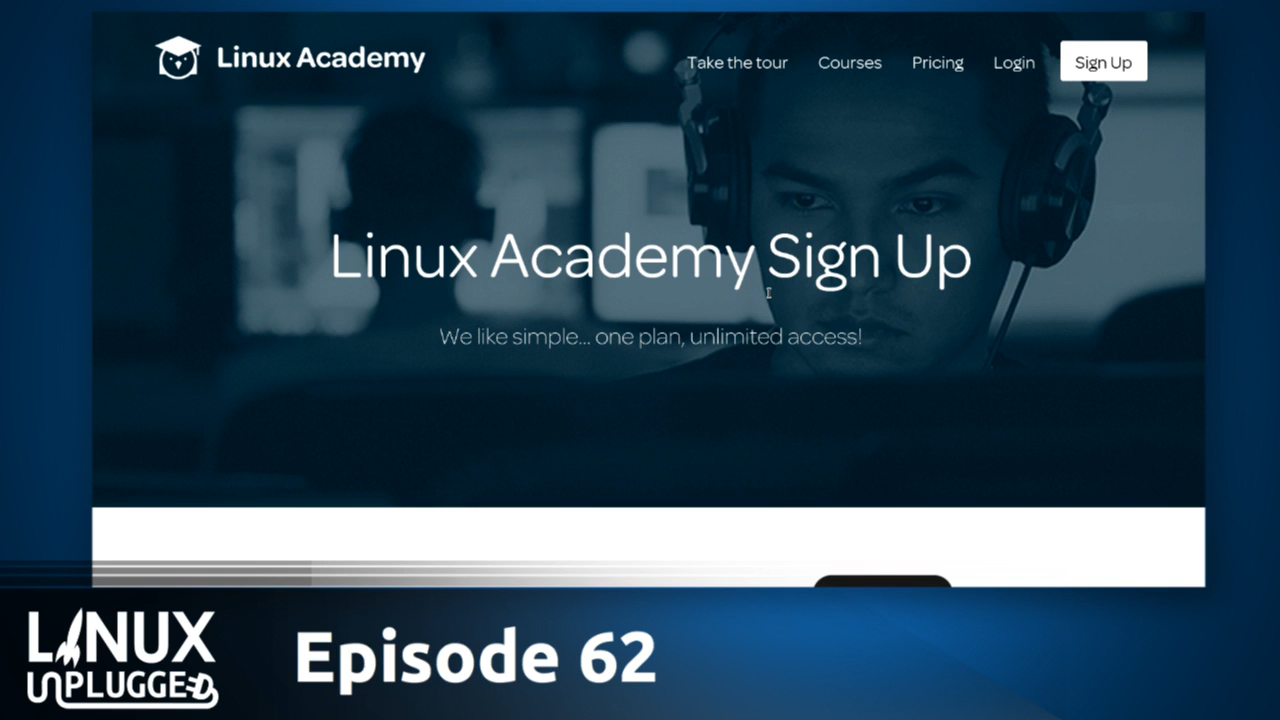 Linux Academy
Take the tour Courses Pricing Login Sign Up
Linux Academy Sign Up
We like simple... one plan, unlimited access!
LINUX
UNPLUGGED
Episode 62